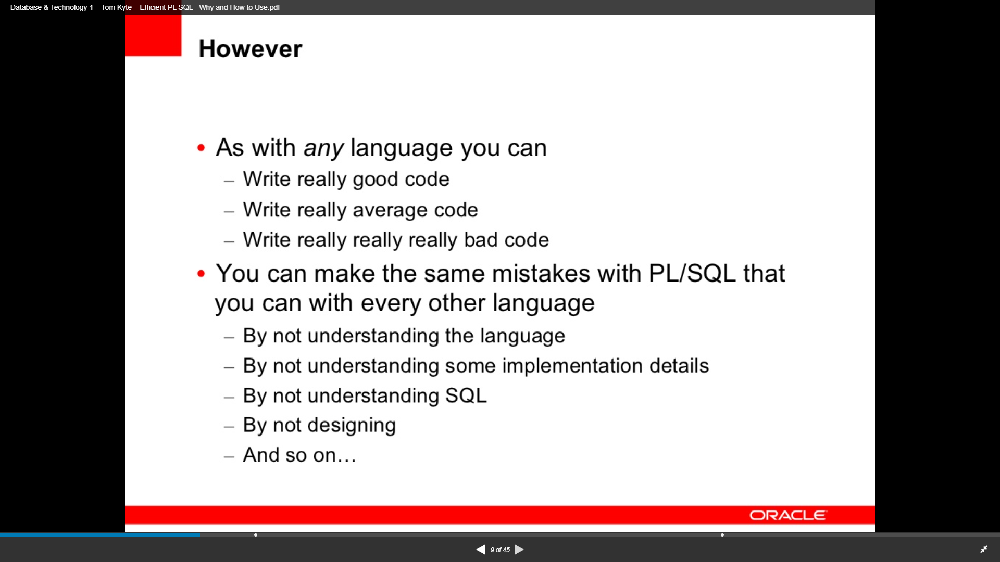 Database & Technology 1 _ Tom Kyte _ Efficient PL SQL - Why and How to Use.pdf
However
• As with any language you can
– Write really good code
– Write really average code
– Write really really really bad code
• You can make the same mistakes with PL/SQL that
you can with every other language
– By not understanding the language
– By not understanding some implementation details
– By not understanding SQL
– By not designing
– And so on…
ORACLE
9 of 45